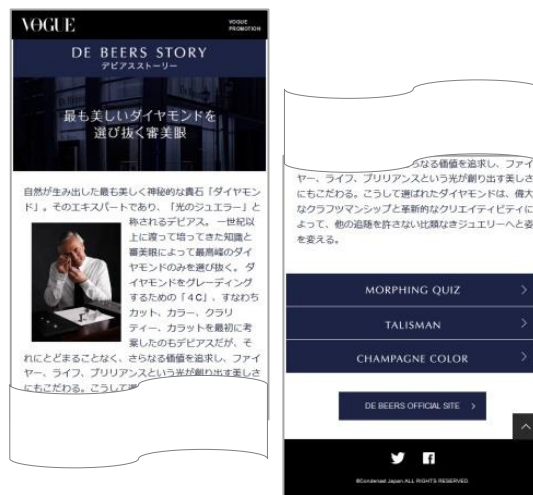 VOGUE
VOGUE
PROMOTION
DE BEERS STORY
デビアスストーリー
最も美しいダイヤモンドを
選び抜く審美眼
自然が生み出した最も美しく神秘的な貴石「ダイヤモン
ド」。そのエキスパートであり、「光のジュエラー」と
称されるデビアス。一世紀以
上に渡って培ってきた知識と
審美眼によって最高峰のダイ
ヤモンドのみを選び抜く。ダ
イヤモンドをグレーディング
するための「４C」、すなわち
カット、カラー、クラリ
ティー、カラットを最初に考
案したのもデビアスだが、そ
れにとどまることなく、さらなる価値を追求し、ファイ
ヤー、ライフ、ブリリアンスという光が創り出す美しさ
にもこだわる。こうして選
らなる価値を追求し、ファイ
ヤー、ライフ、ブリリアンスという光が創り出す美しさ
にもこだわる。こうして選ばれたダイヤモンドは、偉大
なクラフツマンシップと革新的なクリエイティビティに
よって、他の追随を許さない比類なきジュエリーへと姿
を変える。
MORPHING QUIZ
TALISMAN
CHAMPAGNE COLOR
DE BEERS OFFICIAL SITE
©Condenast Japan ALL RIGHTS RESERVED.